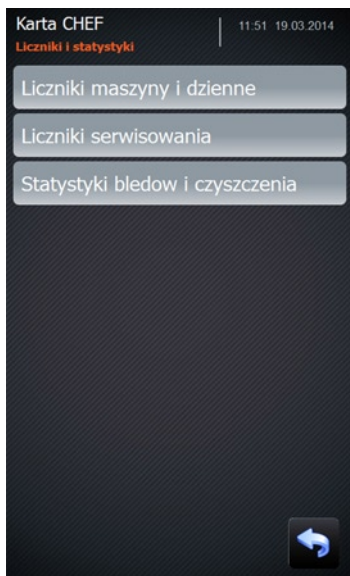 Karta CHEF
11:51 19.03.2014
Liczniki i statystyki
Liczniki maszyny i dzienne
Liczniki serwisowania
Statystyki bledow i czyszczenia